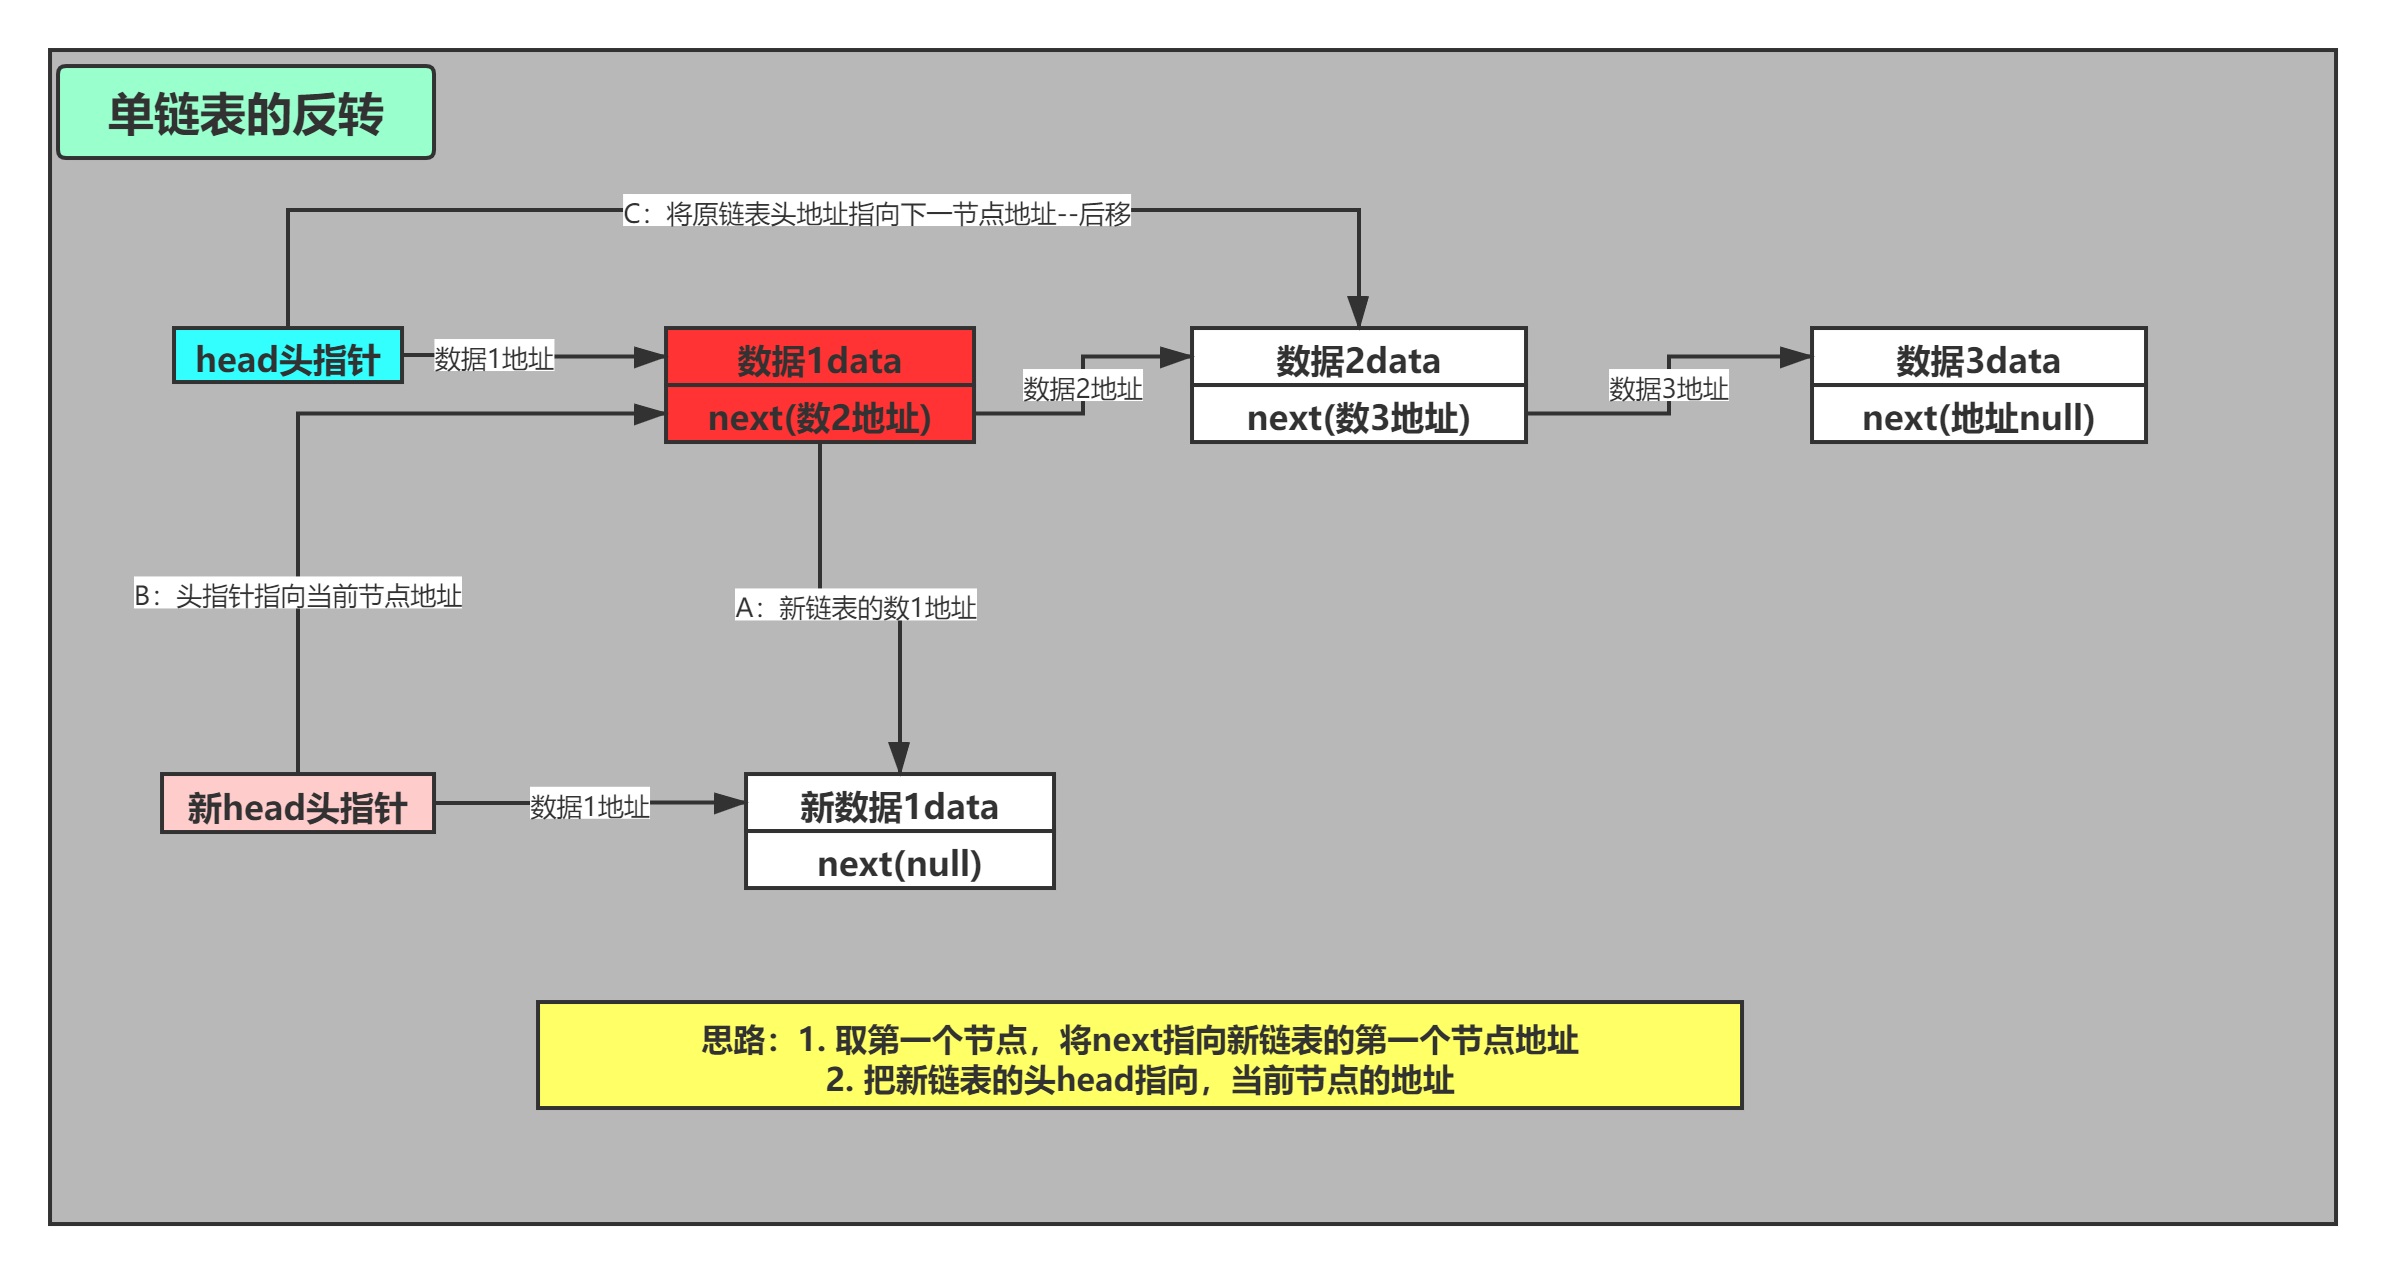 单链表的反转
C：将原链表头地址指向下一节点地址--后移
head头指针
数据1地址
数据1data
next(数2地址)
数据2地址
数据2data
next(数3地址)
数据3地址
数据3data
next(地址null)
B：头指针指向当前节点地址
A：新链表的数1地址
新head头指针
数据1地址
新数据1data
next(null)
思路：1. 取第一个节点，将next指向新链表的第一个节点地址
2. 把新链表的头head指向，当前节点的地址